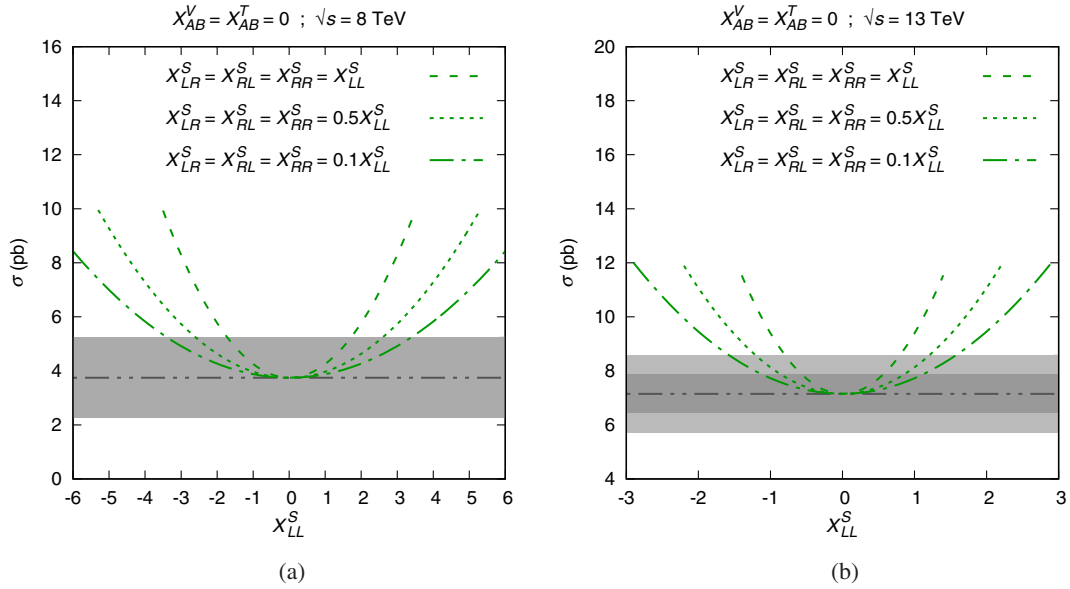 X^V_AB = X^T_AB = 0 ; √s = 8 TeV
X^S_LR = X^S_RL = X^S_RR = X^S_LL
X^S_LR = X^S_RL = X^S_RR = 0.5X^S_LL
X^S_LR = X^S_RL = X^S_RR = 0.1X^S_LL
σ (pb)
10
8
6
4
2
0
-6 -5 -4 -3 -2 -1 0 1 2 3 4 5 6
X^S_LL
(a)
X^V_AB = X^T_AB = 0 ; √s = 13 TeV
X^S_LR = X^S_RL = X^S_RR = X^S_LL
X^S_LR = X^S_RL = X^S_RR = 0.5X^S_LL
X^S_LR = X^S_RL = X^S_RR = 0.1X^S_LL
σ (pb)
20
18
16
14
12
10
8
6
4
-3 -2 -1 0 1 2 3
X^S_LL
(b)